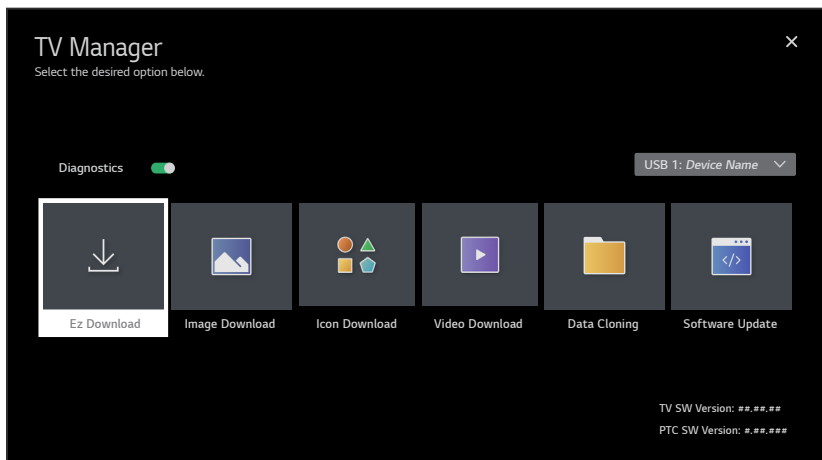 TV Manager
Select the desired option below.
Diagnostics
USB 1: Device Name
Ez Download
Image Download
Icon Download
Video Download
Data Cloning
Software Update
TV SW Version: ##.##.##
PTC SW Version: #.##.###